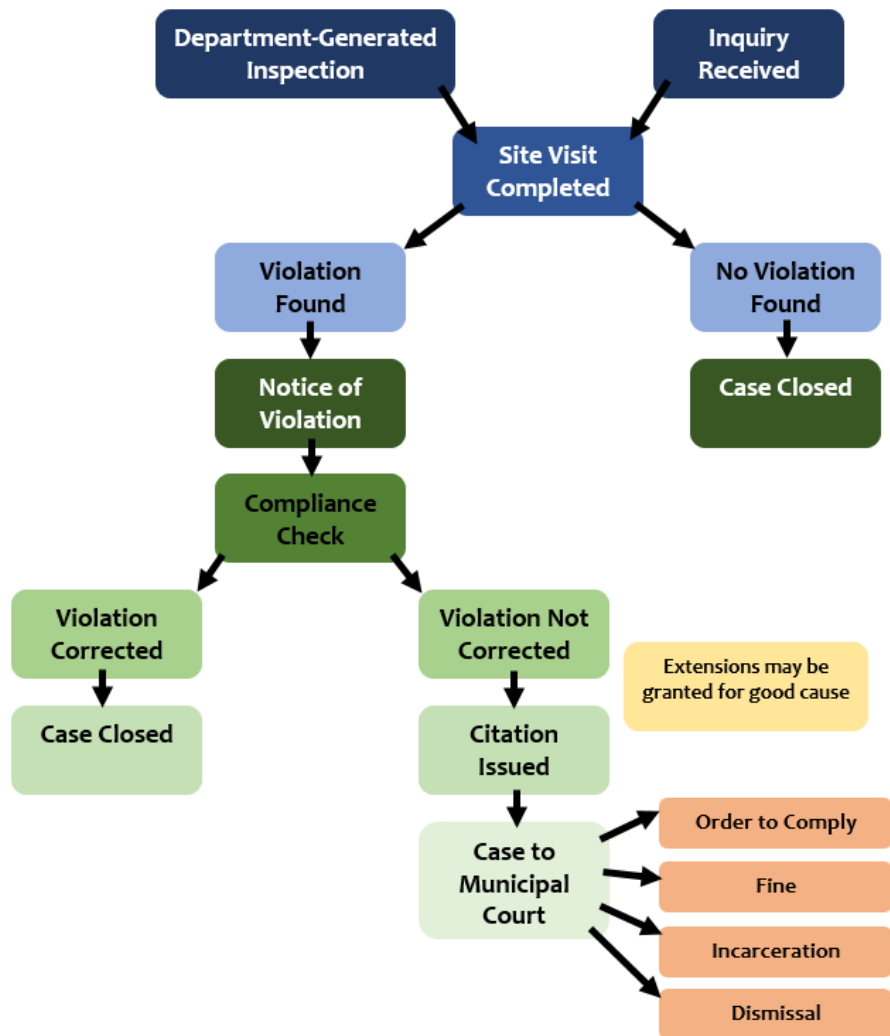 Department-Generated
Inspection
Inquiry
Received
Site Visit
Completed
Violation
Found
No Violation
Found
Notice of
Violation
Case Closed
Compliance
Check
Violation
Corrected
Violation Not
Corrected
Extensions may be
granted for good cause
Case Closed
Citation
Issued
Case to
Municipal
Court
Order to Comply
Fine
Incarceration
Dismissal